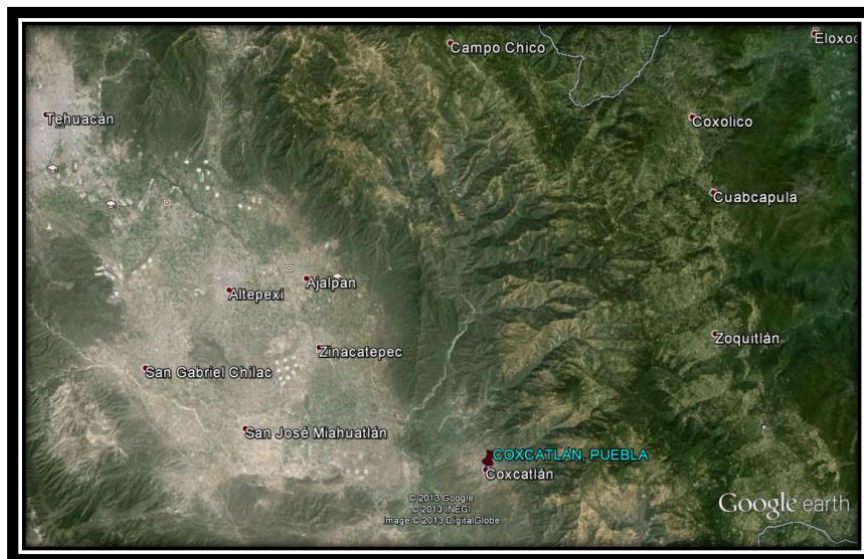 Campo Chico
Eloxoc
Tehuacán
Coxolico
Cuabcapula
Altepexi
Ajalpan
Zinacatepec
Zoquitlán
San Gabriel Chilac
San José Miahuatlán
COXCATLÁN, PUEBLA
Coxcatlán
© 2013 Google
© 2013 INEGI
Image © 2013 DigitalGlobe
Google earth